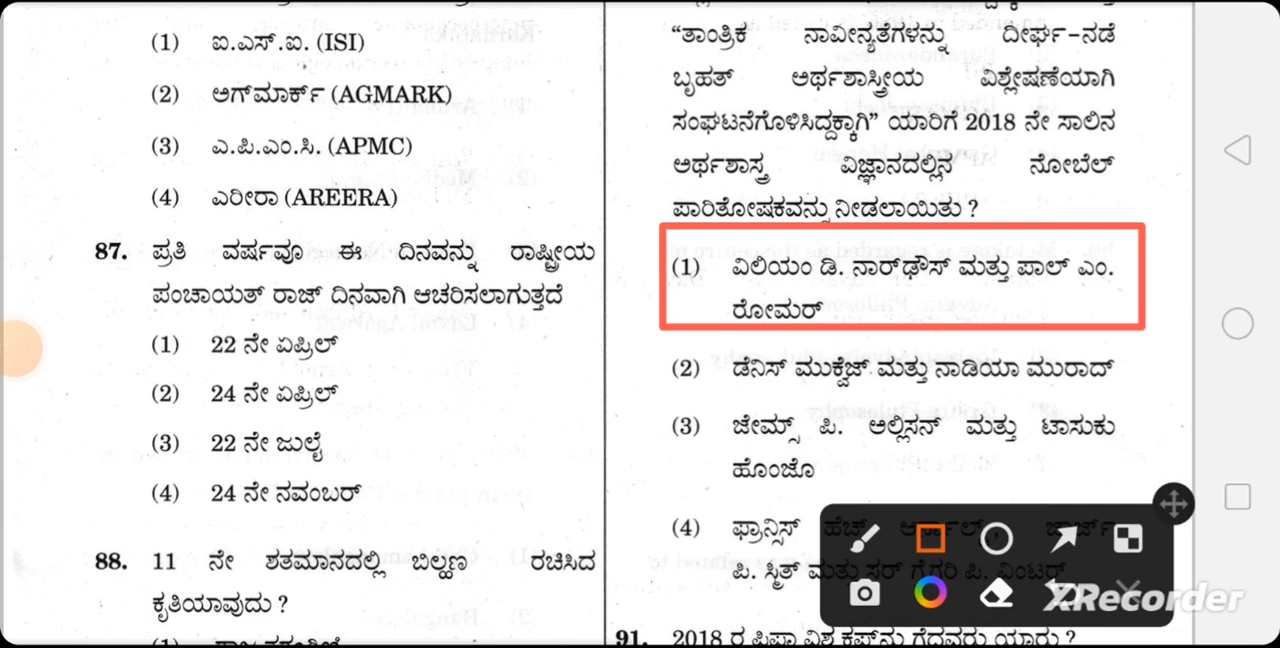 (1) ಐ.ಎಸ್.ಐ. (ISI)
(2) ಅಗ್‌ಮಾರ್ಕ್ (AGMARK)
(3) ಎ.ಪಿ.ಎಂ.ಸಿ. (APMC)
(4) ಎರೀರಾ (AREERA)
87. ಪ್ರತಿ ವರ್ಷವೂ ಈ ದಿನವನ್ನು ರಾಷ್ಟ್ರೀಯ
ಪಂಚಾಯತ್ ರಾಜ್ ದಿನವಾಗಿ ಆಚರಿಸಲಾಗುತ್ತದೆ
(1) 22 ನೇ ಏಪ್ರಿಲ್
(2) 24 ನೇ ಏಪ್ರಿಲ್
(3) 22 ನೇ ಜುಲೈ
(4) 24 ನೇ ನವಂಬರ್
88. 11 ನೇ ಶತಮಾನದಲ್ಲಿ ಬಿಲ್ಹಣ ರಚಿಸಿದ
ಕೃತಿಯಾವುದು ?
"ತಾಂತ್ರಿಕ ನಾವೀನ್ಯತೆಗಳನ್ನು ದೀರ್ಘ-ನಡೆ
ಬೃಹತ್ ಅರ್ಥಶಾಸ್ತ್ರೀಯ ವಿಶ್ಲೇಷಣೆಯಾಗಿ
ಸಂಘಟನೆಗೊಳಿಸಿದ್ದಕ್ಕಾಗಿ" ಯಾರಿಗೆ 2018 ನೇ ಸಾಲಿನ
ಅರ್ಥಶಾಸ್ತ್ರ ವಿಜ್ಞಾನದಲ್ಲಿನ ನೋಬೆಲ್
ಪಾರಿತೋಷಕವನ್ನು ನೀಡಲಾಯಿತು ?
(1) ವಿಲಿಯಂ ಡಿ. ನಾರ್‌ಢೌಸ್ ಮತ್ತು ಪಾಲ್ ಎಂ.
ರೋಮರ್
(2) ಡೆನಿಸ್ ಮುಕ್ವೆಜ್ ಮತ್ತು ನಾಡಿಯಾ ಮುರಾದ್
(3) ಜೇಮ್ಸ್ ಪಿ. ಅಲ್ಲಿಸನ್ ಮತ್ತು ಟಾಸುಕು
ಹೊಂಜೊ
(4) ಫ್ರಾನ್ಸಿಸ್ ಹೆಚ್. ಆರ್ನಾಲ್ಡ್, ಜಾರ್ಜ್
ಪಿ. ಸ್ಮಿತ್ ಮತ್ತು ಸರ್ ಗ್ರೆಗರಿ ಪಿ. ವಿಂಟರ್
XRecorder
91. 2018 ರ ಫಿಫಾ ವಿಶ್ವ ಕಪ್‌ನು ಗೆದ್ದವರು ಯಾರು ?